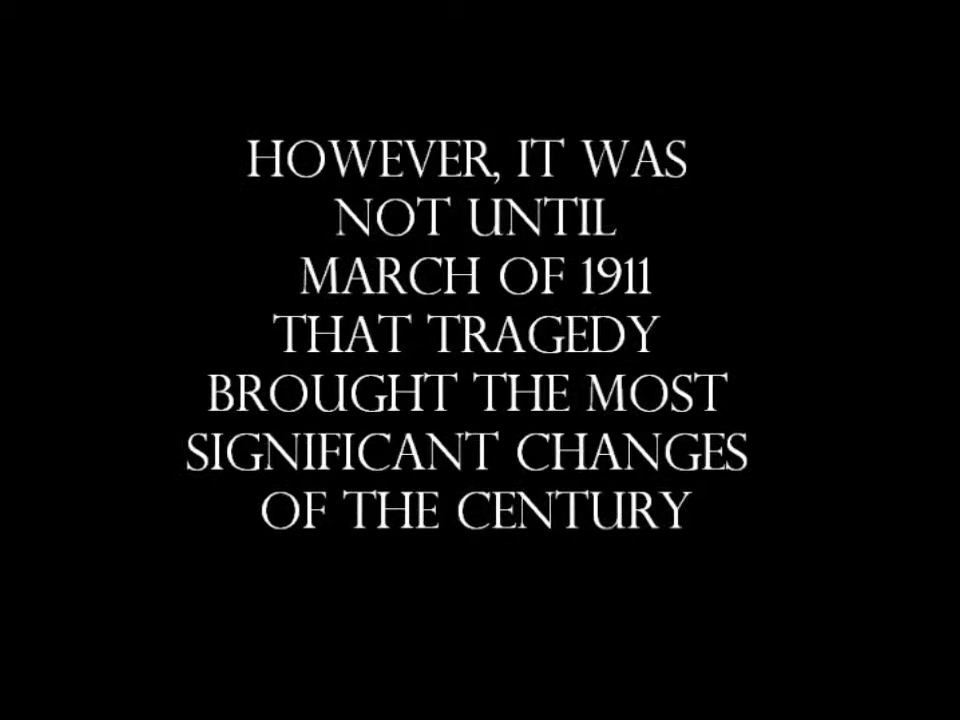 HOWEVER, IT WAS
NOT UNTIL
MARCH OF 1911
THAT TRAGEDY
BROUGHT THE MOST
SIGNIFICANT CHANGES
OF THE CENTURY